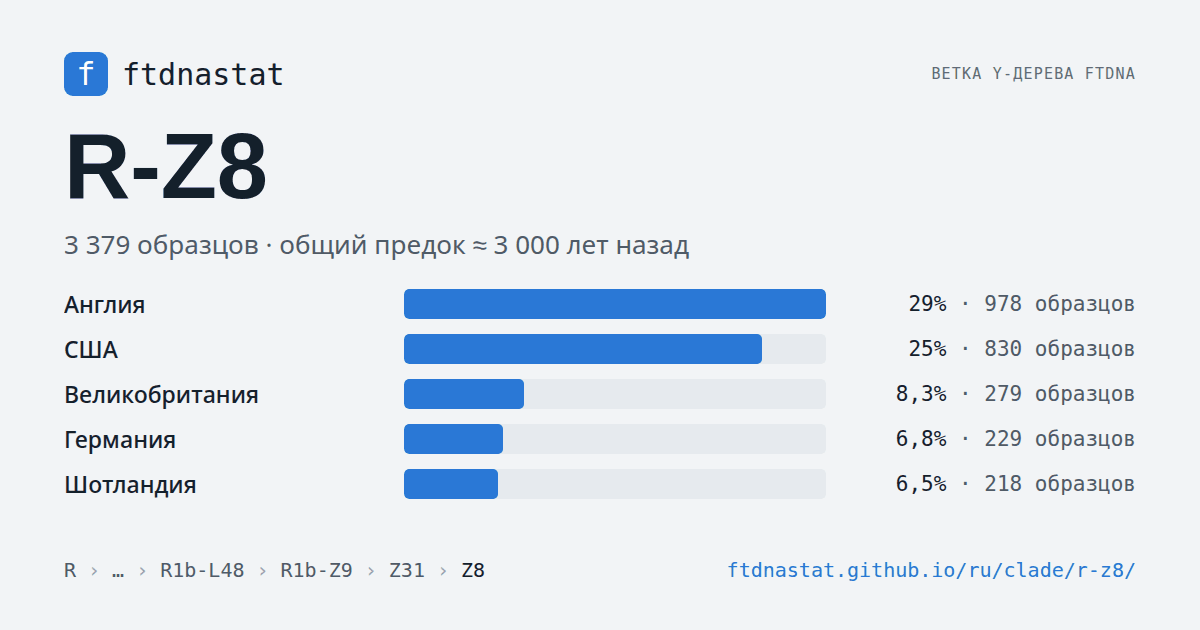 f ftdnastat
ВЕТКА Y-ДЕРЕВА FTDNA
R-Z8
3 379 образцов · общий предок ≈ 3 000 лет назад
Англия 29% · 978 образцов
США 25% · 830 образцов
Великобритания 8,3% · 279 образцов
Германия 6,8% · 229 образцов
Шотландия 6,5% · 218 образцов
R › … › R1b-L48 › R1b-Z9 › Z31 › Z8
ftdnastat.github.io/ru/clade/r-z8/